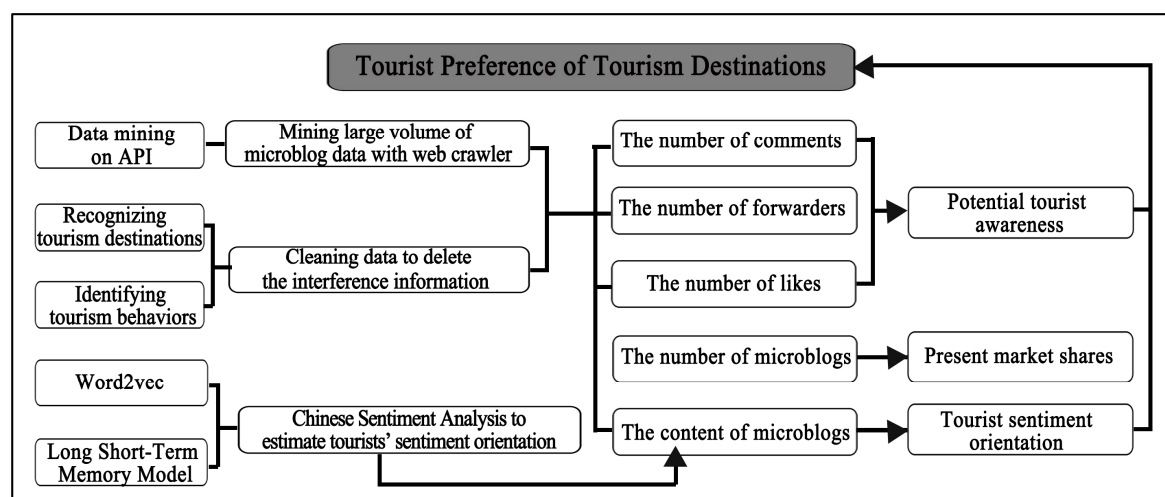 Tourist Preference of Tourism Destinations
Data mining
on API
Mining large volume of
microblog data with web crawler
Recognizing
tourism destinations
Identifying
tourism behaviors
Cleaning data to delete
the interference information
Word2vec
Long Short-Term
Memory Model
Chinese Sentiment Analysis to
estimate tourists’ sentiment orientation
The number of comments
The number of forwarders
The number of likes
The number of microblogs
The content of microblogs
Potential tourist
awareness
Present market shares
Tourist sentiment
orientation